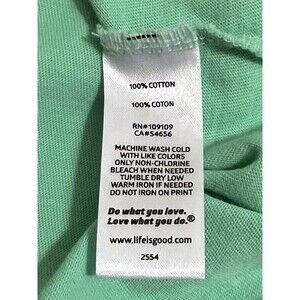 100% COTTON
100% COTON
RN#109109
CA#54656
MACHINE WASH COLD
WITH LIKE COLORS
ONLY NON-CHLORINE
BLEACH WHEN NEEDED
TUMBLE DRY LOW
WARM IRON IF NEEDED
DO NOT IRON ON PRINT
Do what you love.
Love what you do.®
www.lifeisgood.com
2554